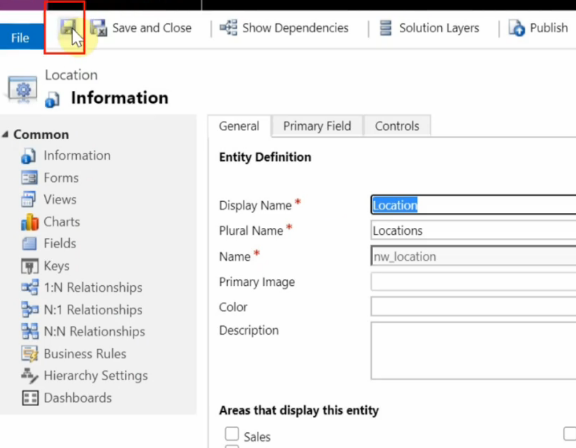 File Save and Close Show Dependencies Solution Layers Publish
Location
Information
Common
Information
Forms
Views
Charts
Fields
Keys
1:N Relationships
N:1 Relationships
N:N Relationships
Business Rules
Hierarchy Settings
Dashboards
General Primary Field Controls
Entity Definition
Display Name * Location
Plural Name * Locations
Name * nw_location
Primary Image
Color
Description
Areas that display this entity
Sales